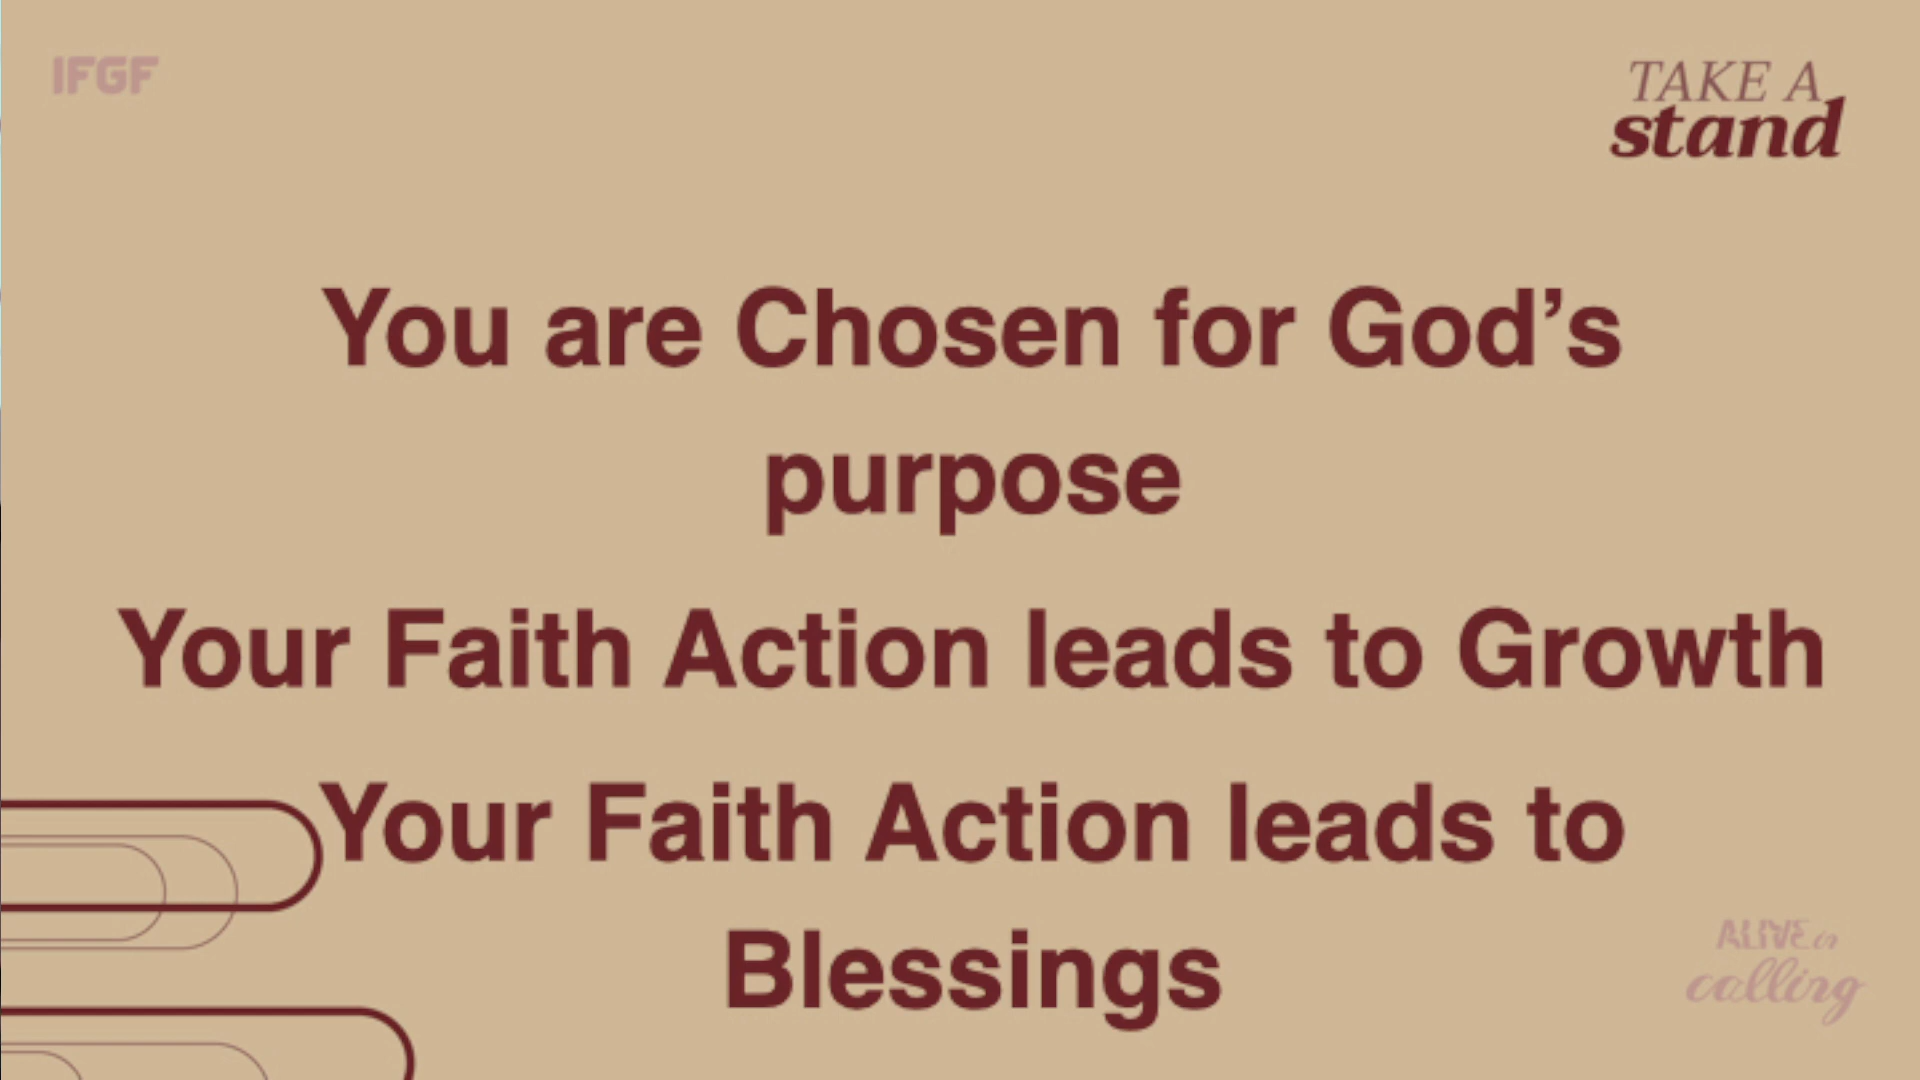 IFGF
TAKE A
stand
You are Chosen for God’s
purpose
Your Faith Action leads to Growth
Your Faith Action leads to
Blessings
ALIVE in
calling